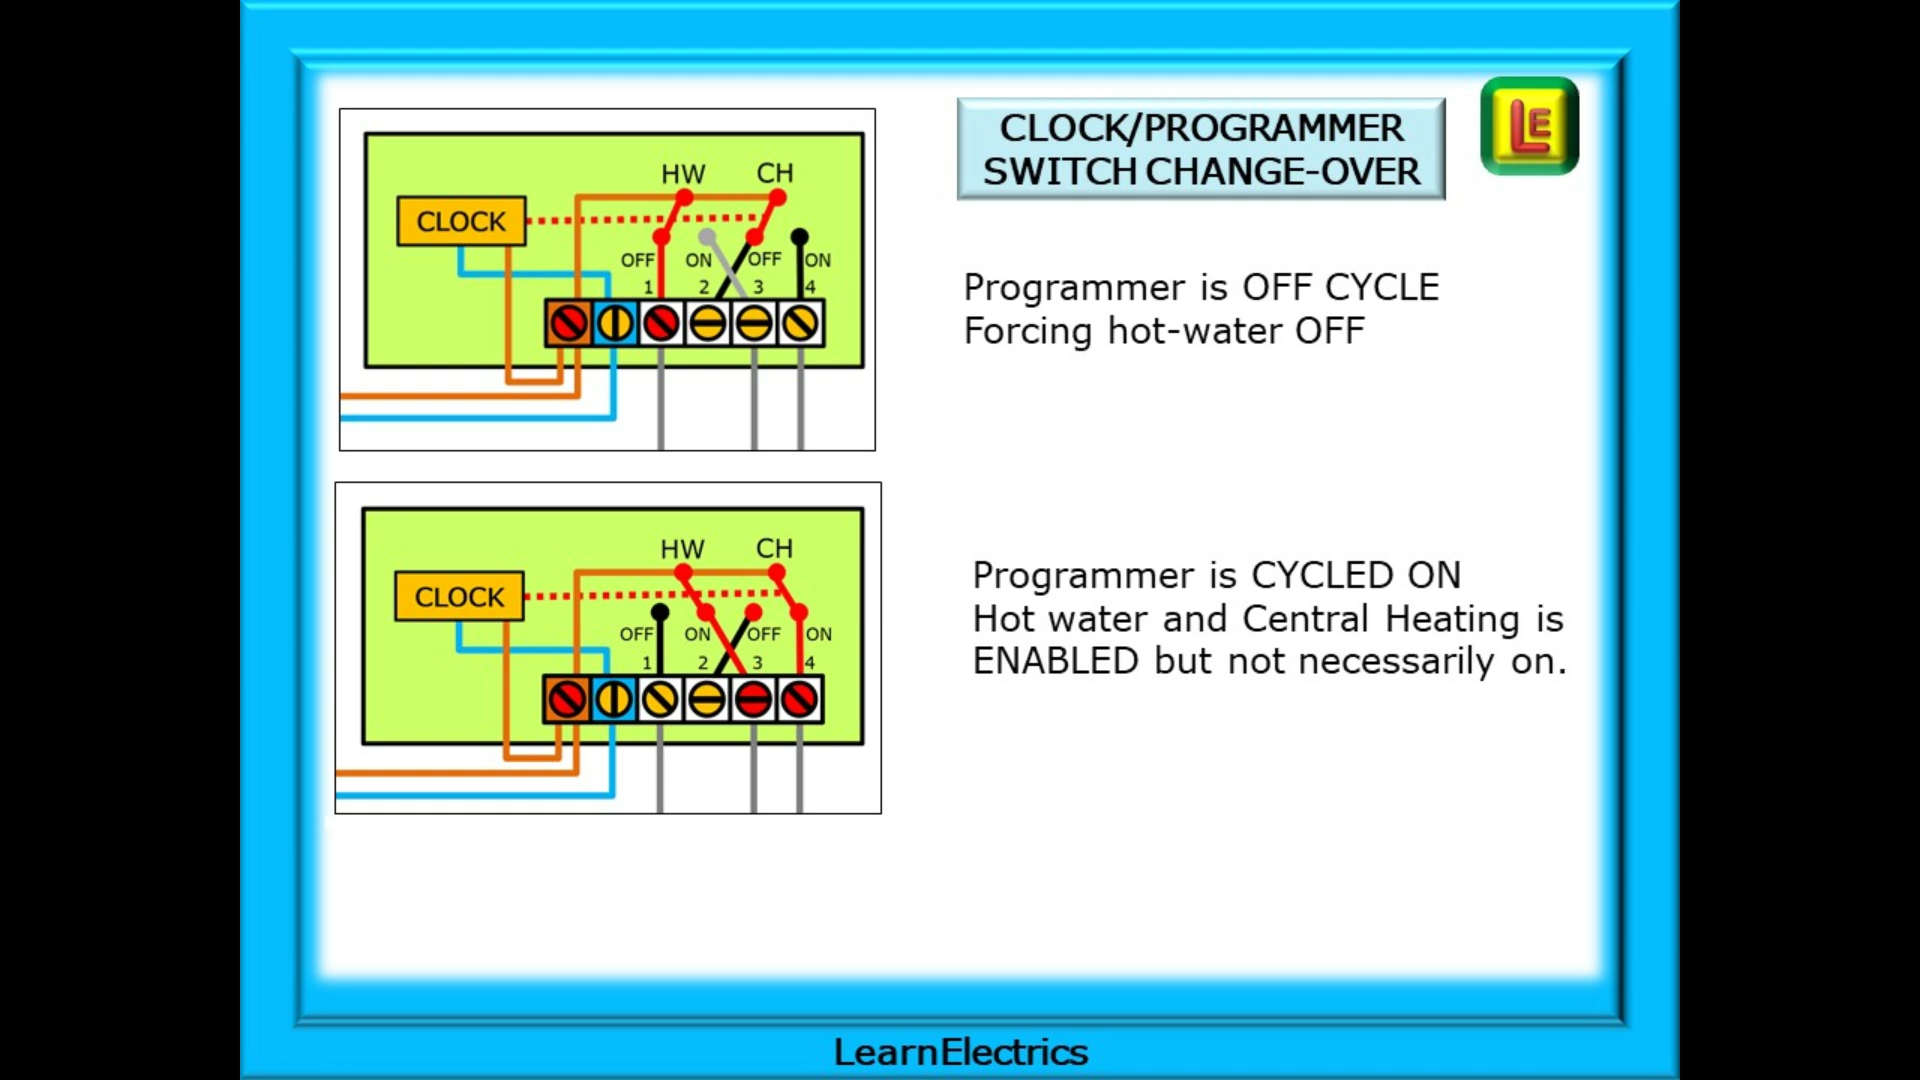 CLOCK/PROGRAMMER
SWITCH CHANGE-OVER
LE
HW CH
CLOCK
OFF ON OFF ON
1 2 3 4
Programmer is OFF CYCLE
Forcing hot-water OFF
HW CH
CLOCK
OFF ON OFF ON
1 2 3 4
Programmer is CYCLED ON
Hot water and Central Heating is
ENABLED but not necessarily on.
LearnElectrics